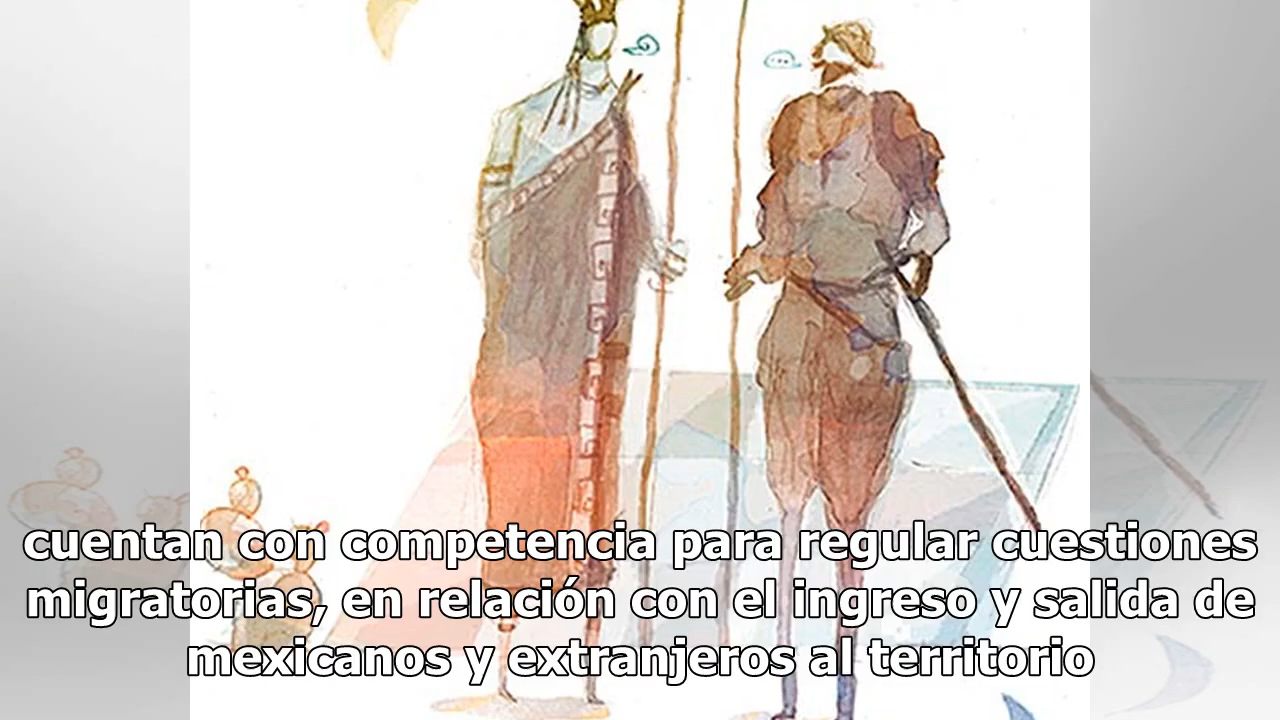 cuentan con competencia para regular cuestiones
migratorias, en relación con el ingreso y salida de
mexicanos y extranjeros al territorio